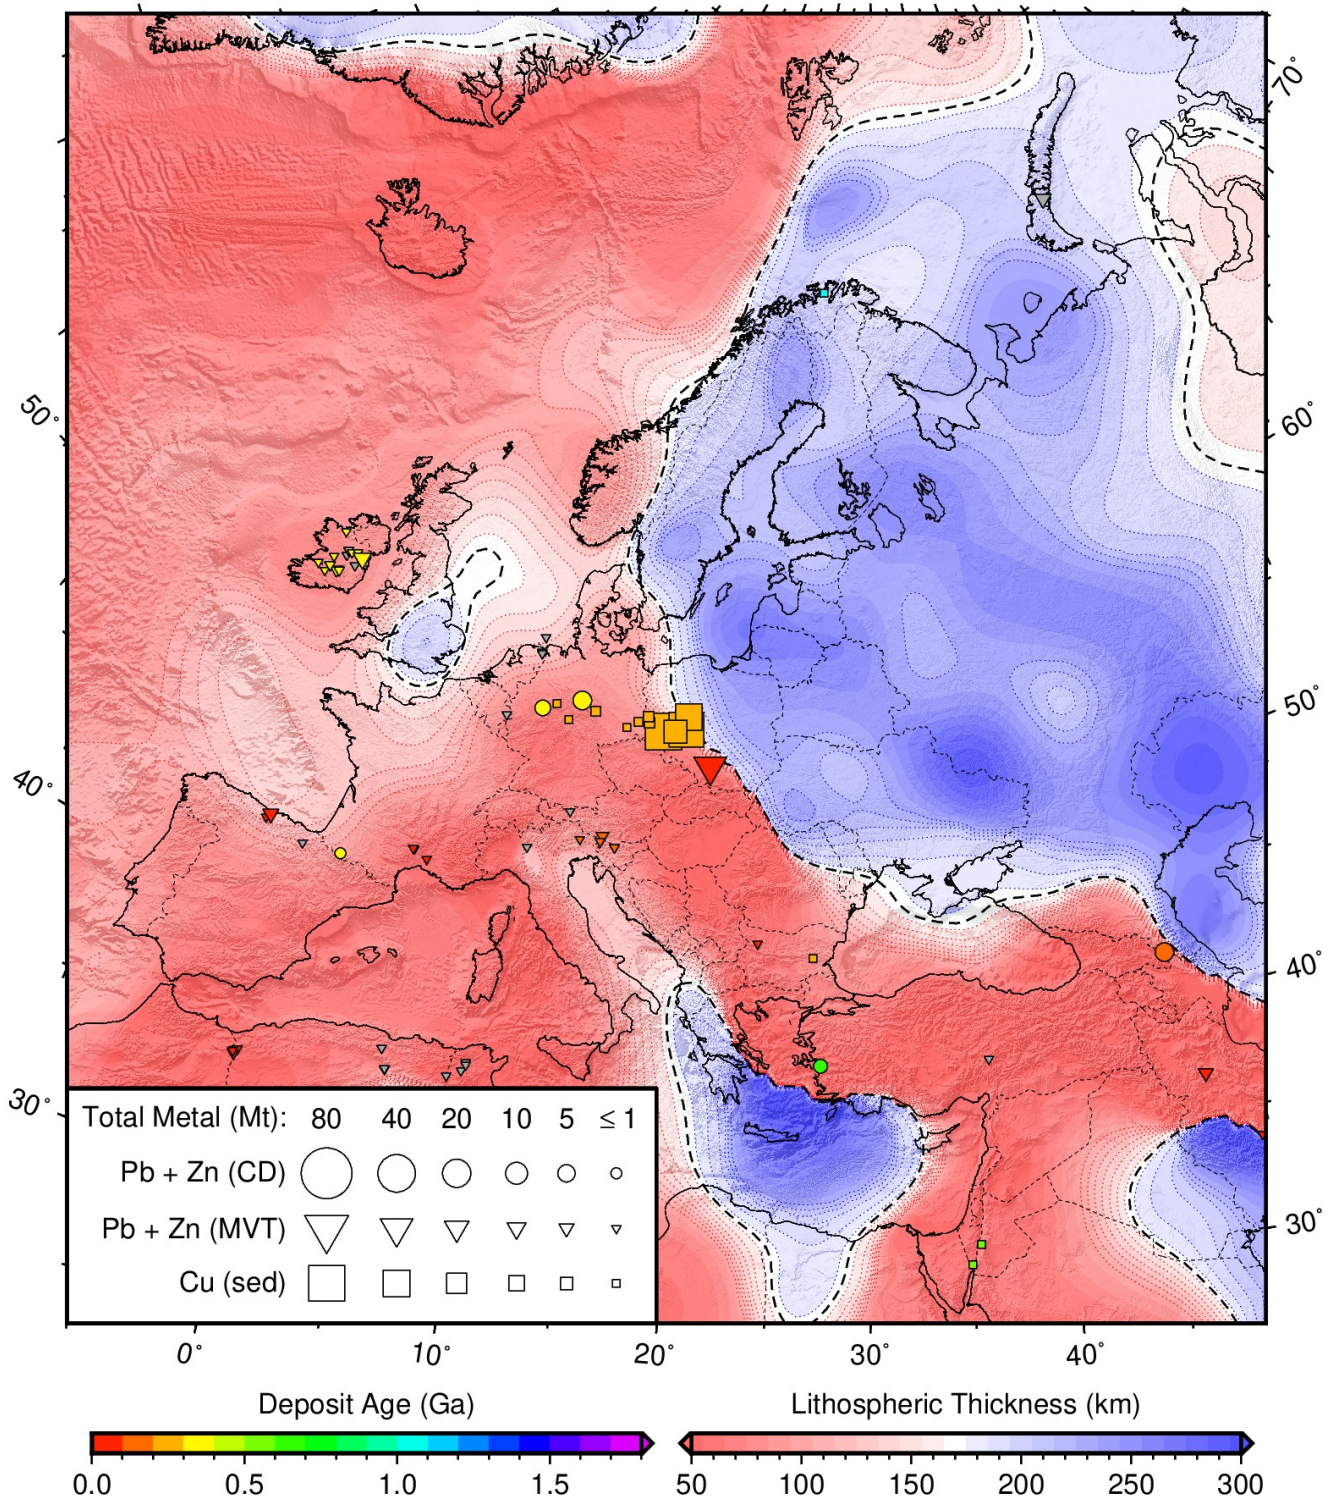 70°
50°
60°
50°
40°
40°
30°
30°
Total Metal (Mt): 80 40 20 10 5 ≤ 1
Pb + Zn (CD)
Pb + Zn (MVT)
Cu (sed)
0° 10° 20° 30° 40°
Deposit Age (Ga) Lithospheric Thickness (km)
0.0 0.5 1.0 1.5 50 100 150 200 250 300